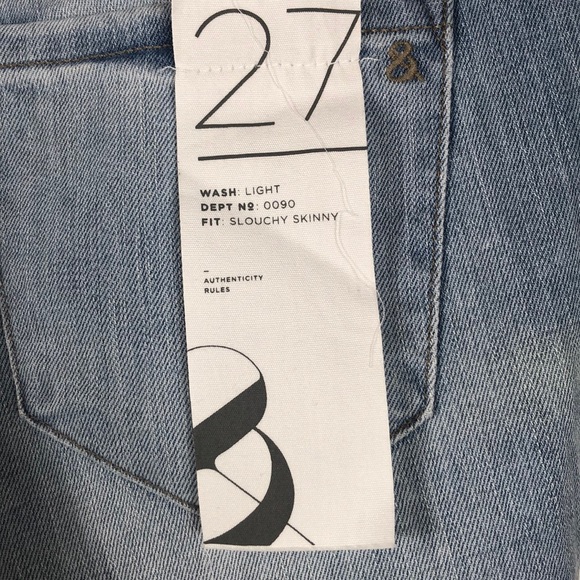 27
&
WASH: LIGHT
DEPT Nº: 0090
FIT: SLOUCHY SKINNY
AUTHENTICITY
RULES
&